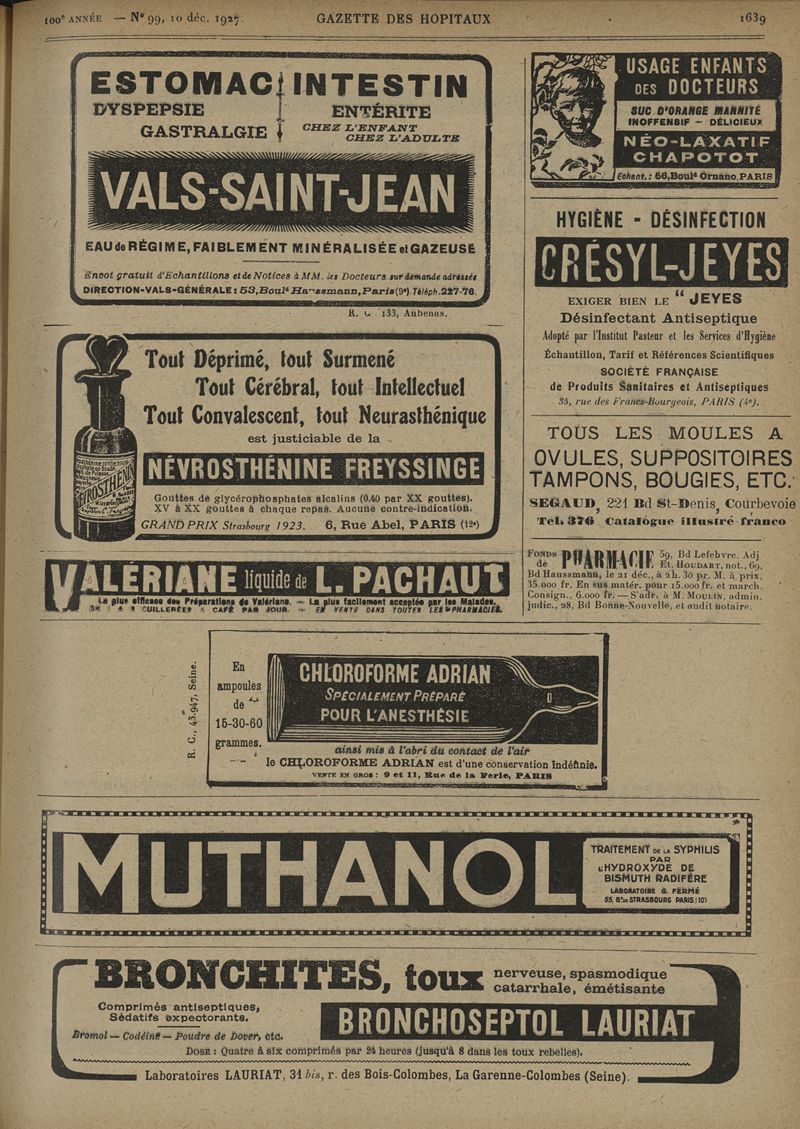 100e ANNÉE — N° 99, 10 déc. 1927.
GAZETTE DES HOPITAUX
1639
ESTOMAC INTESTIN
DYSPEPSIE ENTÉRITE
GASTRALGIE CHEZ L'ENFANT
CHEZ L'ADULTE
VALS-SAINT-JEAN
EAU de RÉGIME, FAIBLEMENT MINÉRALISÉE et GAZEUSE
Envoi gratuit d'Echantillons et de Notices à MM. les Docteurs sur demande adressée
DIRECTION-VALS-GÉNÉRALE: 53, Boulд Haussmann, Paris (9e) Téléph. 227-76.
R. C 133, Aubenas.
Tout Déprimé, tout Surmené
Tout Cérébral, tout Intellectuel
Tout Convalescent, tout Neurasthénique
est justiciable de la
NÉVROSTHÉNINE FREYSSINGE
Gouttes de glycérophosphates alcalins (0.40 par XX gouttes).
XV à XX gouttes à chaque repas. Aucune contre-indication.
GRAND PRIX Strasbourg 1923. 6, Rue Abel, PARIS (12e)
VALÉRIANE liquide de L. PACHAUT
La plus efficace des Préparations de Valériane. — La plus facilement acceptée par les Malades.
CUILLERÉES à CAFÉ PAR JOUR. — EN VENTE DANS TOUTES LES PHARMACIES.
USAGE ENFANTS
DES DOCTEURS
SUC D'ORANGE MANNITÉ
INOFFENSIF - DÉLICIEUX
NÉO-LAXATIF
CHAPOTOT
Echant.: 56, Boulд Ornano, PARIS
HYGIÈNE - DÉSINFECTION
CRÉSYL-JEYES
EXIGER BIEN LE " JEYES
Désinfectant Antiseptique
Adopté par l'Institut Pasteur et les Services d'Hygiène
Échantillon, Tarif et Références Scientifiques
SOCIÉTÉ FRANÇAISE
de Produits Sanitaires et Antiseptiques
35, rue des Francs-Bourgeois, PARIS (4e).
TOUS LES MOULES A
OVULES, SUPPOSITOIRES
TAMPONS, BOUGIES, ETC.
SEGAUD, 221 Bd St-Denis, Courbevoie
Tel. 376 Catalogue illustré franco
Fonds de PHARMACIE 59, Bd Lefebvre. Adj
Et. HOUDART, not., 69,
Bd Haussmann, le 21 déc., à 2h. 30 pr. M. à prix,
35.000 fr. En sus matér. pour 15.000 fr. et march.
Consign., 6.000 fr. — S'adr. à M. MOULIN, admin.
judic., 28, Bd Bonne-Nouvelle, et audit notaire.
R. C., 43.947, Seine.
En
ampoules
de
15-30-60
grammes.
CHLOROFORME ADRIAN
SPÉCIALEMENT PRÉPARÉ
POUR L'ANESTHÉSIE
ainsi mis à l'abri du contact de l'air
le CHLOROFORME ADRIAN est d'une conservation indéfinie.
VENTE EN GROS: 9 et 11, Rue de la Perle, PARIS
MUTHANOL
TRAITEMENT DE LA SYPHILIS
PAR
L'HYDROXYDE DE
BISMUTH RADIFÈRE
LABORATOIRE G. FERMÉ
55, Bd DE STRASBOURG PARIS (10)
BRONCHITES, toux nerveuse, spasmodique
catarrhale, émétisante
Comprimés antiseptiques,
Sédatifs expectorants.
Bromol — Codéine — Poudre de Dover, etc.
BRONCHOSEPTOL LAURIAT
DOSE: Quatre à six comprimés par 24 heures (jusqu'à 8 dans les toux rebelles).
Laboratoires LAURIAT, 31 bis, r. des Bois-Colombes, La Garenne-Colombes (Seine).